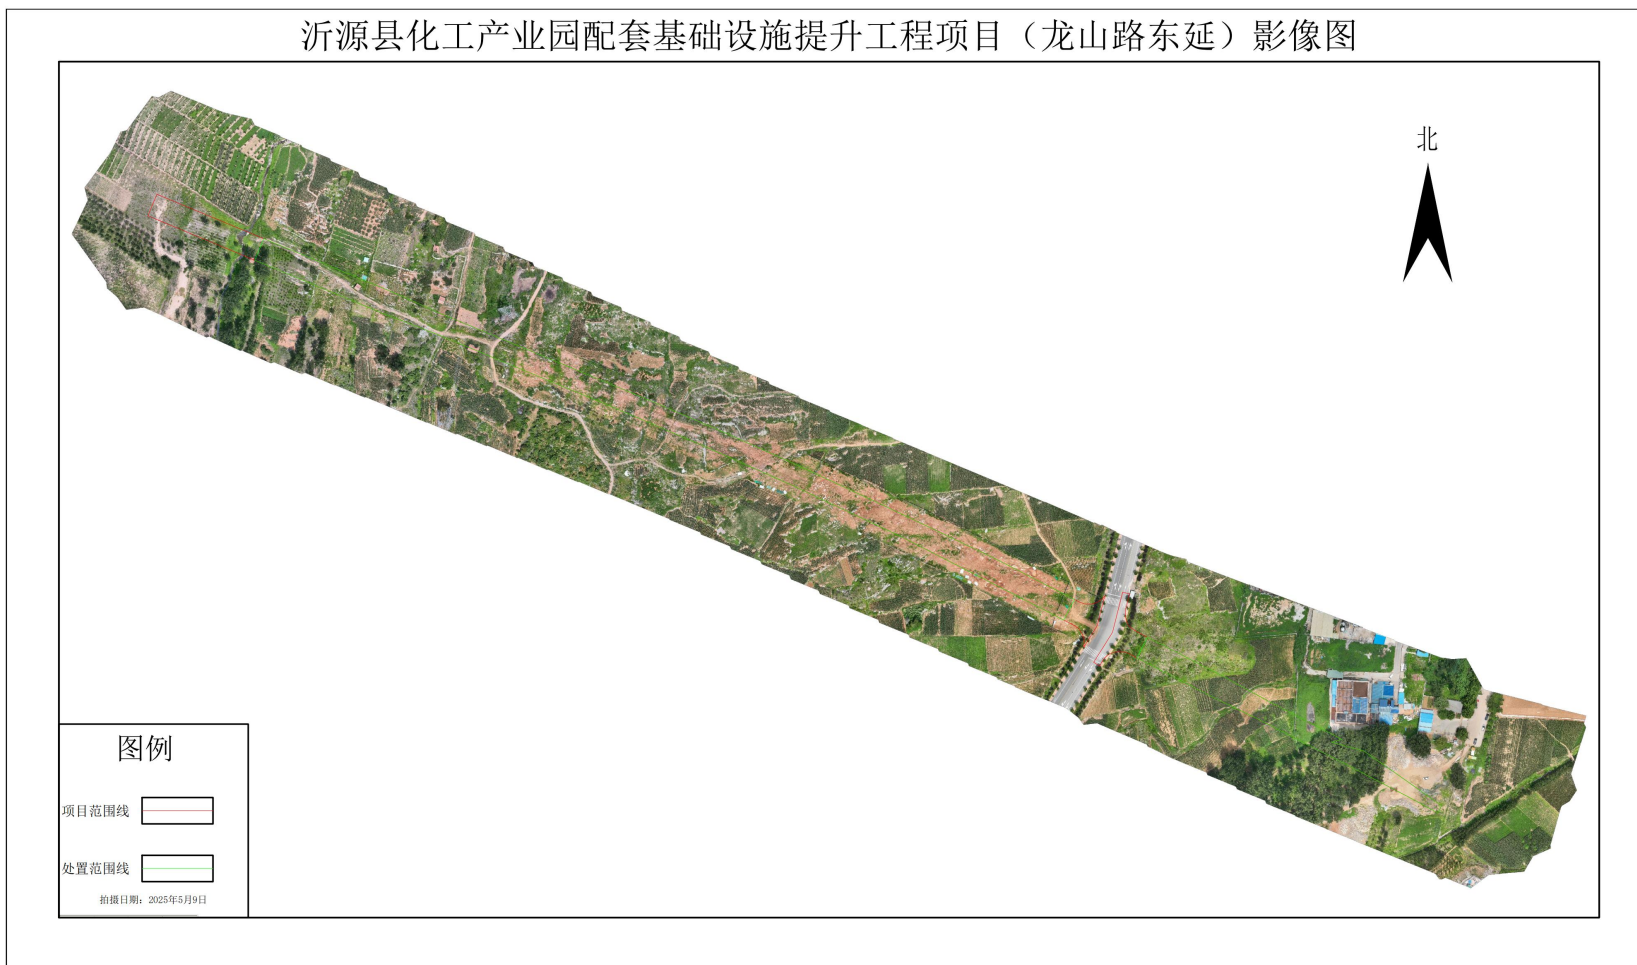 沂源县化工产业园配套基础设施提升工程项目（龙山路东延）影像图
北
图例
项目范围线
处置范围线
拍摄日期：2025年5月9日